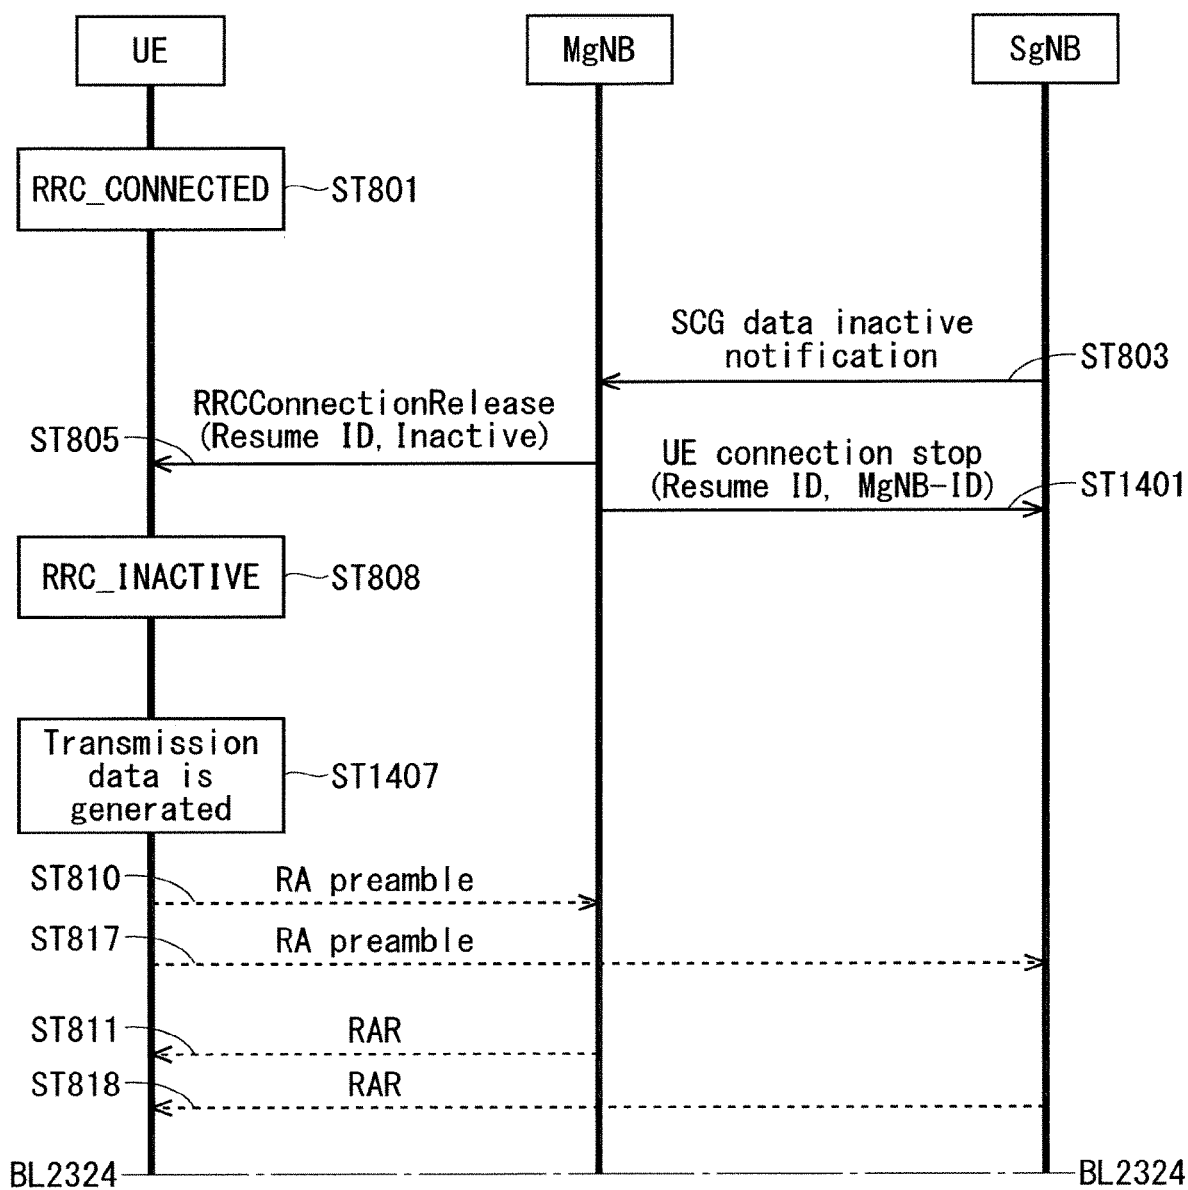 UE
MgNB
SgNB
RRC_CONNECTED
ST801
SCG data inactive
notification
ST803
RRCConnectionRelease
(Resume ID, Inactive)
ST805
UE connection stop
(Resume ID, MgNB-ID)
ST1401
RRC_INACTIVE
ST808
Transmission
data is
generated
ST1407
ST810
RA preamble
ST817
RA preamble
ST811
RAR
ST818
RAR
BL2324
BL2324